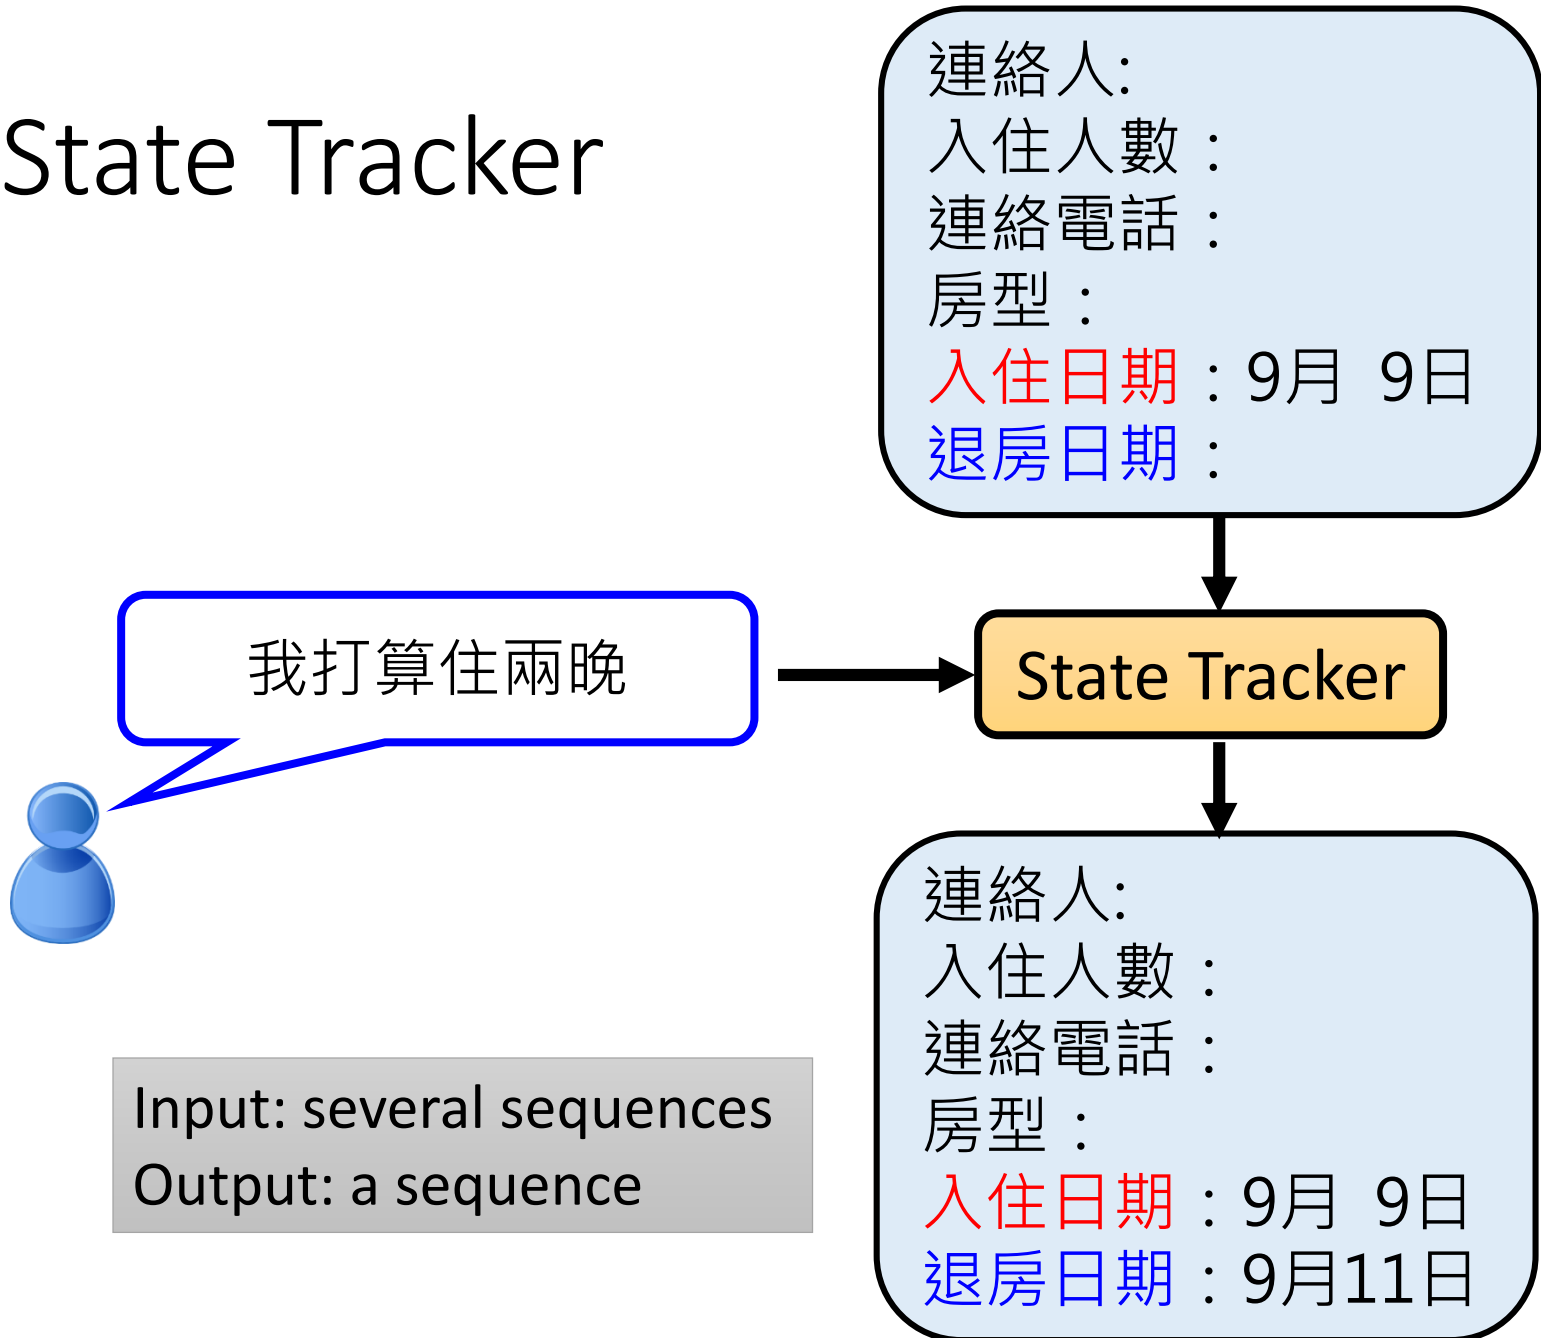 State Tracker
連絡人:
入住人數：
連絡電話：
房型：
入住日期：9月 9日
退房日期：
我打算住兩晚
State Tracker
連絡人:
入住人數：
連絡電話：
房型：
入住日期：9月 9日
退房日期：9月11日
Input: several sequences
Output: a sequence